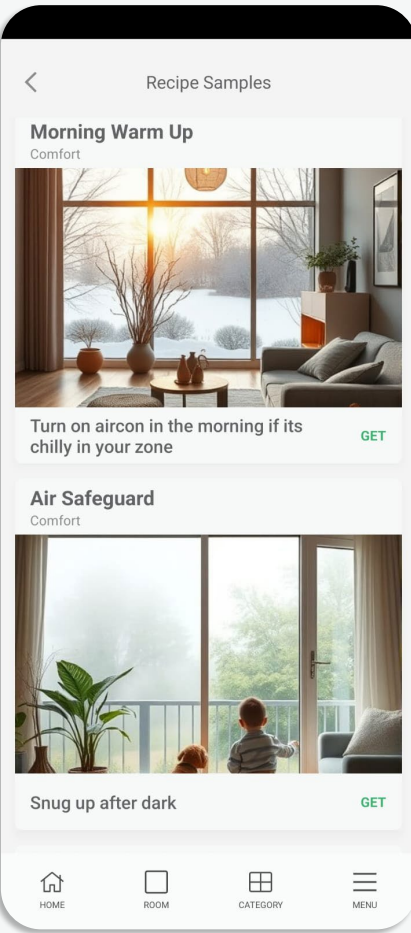 Recipe Samples
Morning Warm Up
Comfort
Turn on aircon in the morning if its
chilly in your zone
GET
Air Safeguard
Comfort
Snug up after dark
GET
HOME
ROOM
CATEGORY
MENU